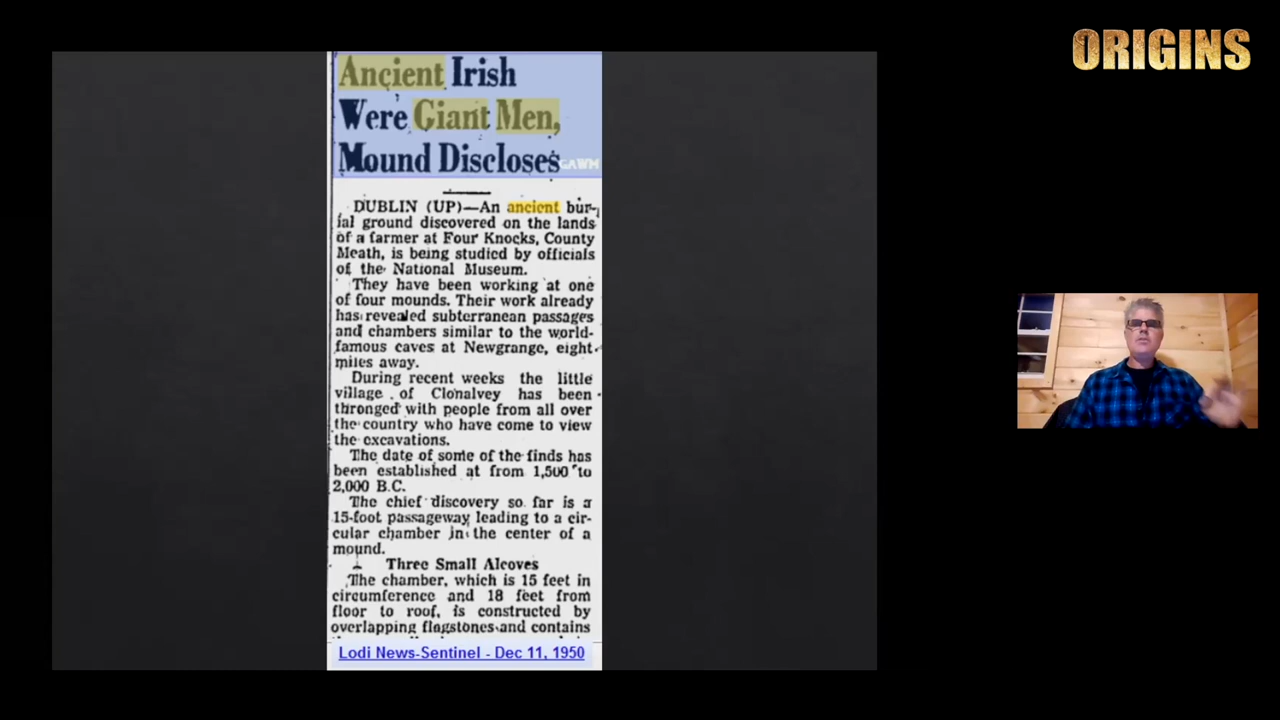 ORIGINS
Ancient Irish
Were Giant Men,
Mound Discloses
GAWM
DUBLIN (UP)—An ancient bur-
ial ground discovered on the lands
of a farmer at Four Knocks, County
Meath, is being studied by officials
of the National Museum.
They have been working at one
of four mounds. Their work already
has revealed subterranean passages
and chambers similar to the world-
famous caves at Newgrange, eight
miles away.
During recent weeks the little
village of Clonalvey has been
thronged with people from all over
the country who have come to view
the excavations.
The date of some of the finds has
been established at from 1,500 to
2,000 B.C.
The chief discovery so far is a
15-foot passageway leading to a cir-
cular chamber in the center of a
mound.
Three Small Alcoves
The chamber, which is 15 feet in
circumference and 18 feet from
floor to roof, is constructed by
overlapping flagstones and contains
Lodi News-Sentinel - Dec 11, 1950